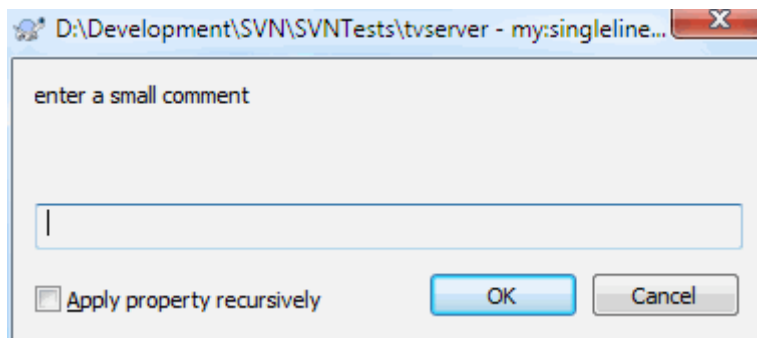 D:\Development\SVN\SVNTests\tvserver - my:singleline...
enter a small comment
Apply property recursively
OK
Cancel